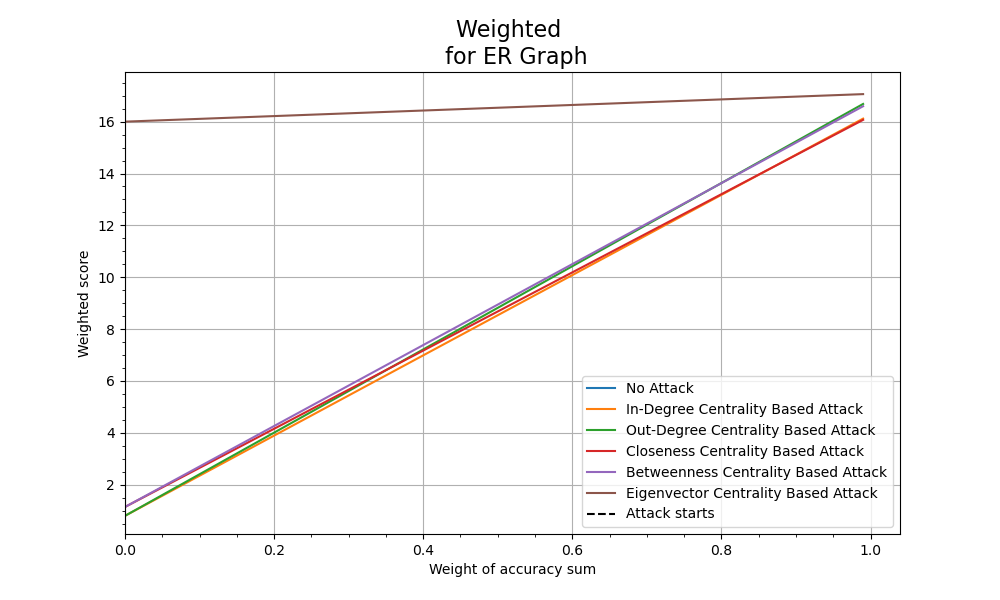 Weighted
for ER Graph
Weighted score
16
14
12
10
8
6
4
2
0.0 0.2 0.4 0.6 0.8 1.0
Weight of accuracy sum
No Attack
In-Degree Centrality Based Attack
Out-Degree Centrality Based Attack
Closeness Centrality Based Attack
Betweenness Centrality Based Attack
Eigenvector Centrality Based Attack
Attack starts